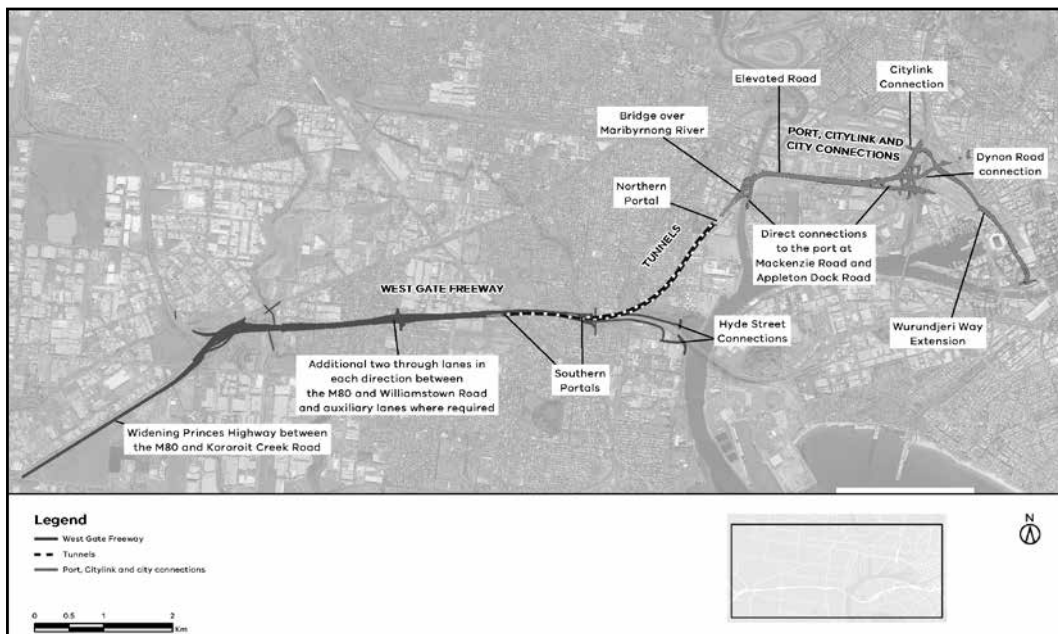 Elevated Road
Citylink
Connection
Bridge over
Maribyrnong River
PORT, CITYLINK AND
CITY CONNECTIONS
Dynon Road
connection
Northern
Portal
TUNNELS
Direct connections
to the port at
Mackenzie Road and
Appleton Dock Road
WEST GATE FREEWAY
Hyde Street
Connections
Wurundjeri Way
Extension
Additional two through lanes in
each direction between
the M80 and Williamstown Road
and auxiliary lanes where required
Southern
Portals
Widening Princes Highway between
the M80 and Kororoit Creek Road
Legend
West Gate Freeway
Tunnels
Port, Citylink and city connections
0 0.5 1 2
Km
N